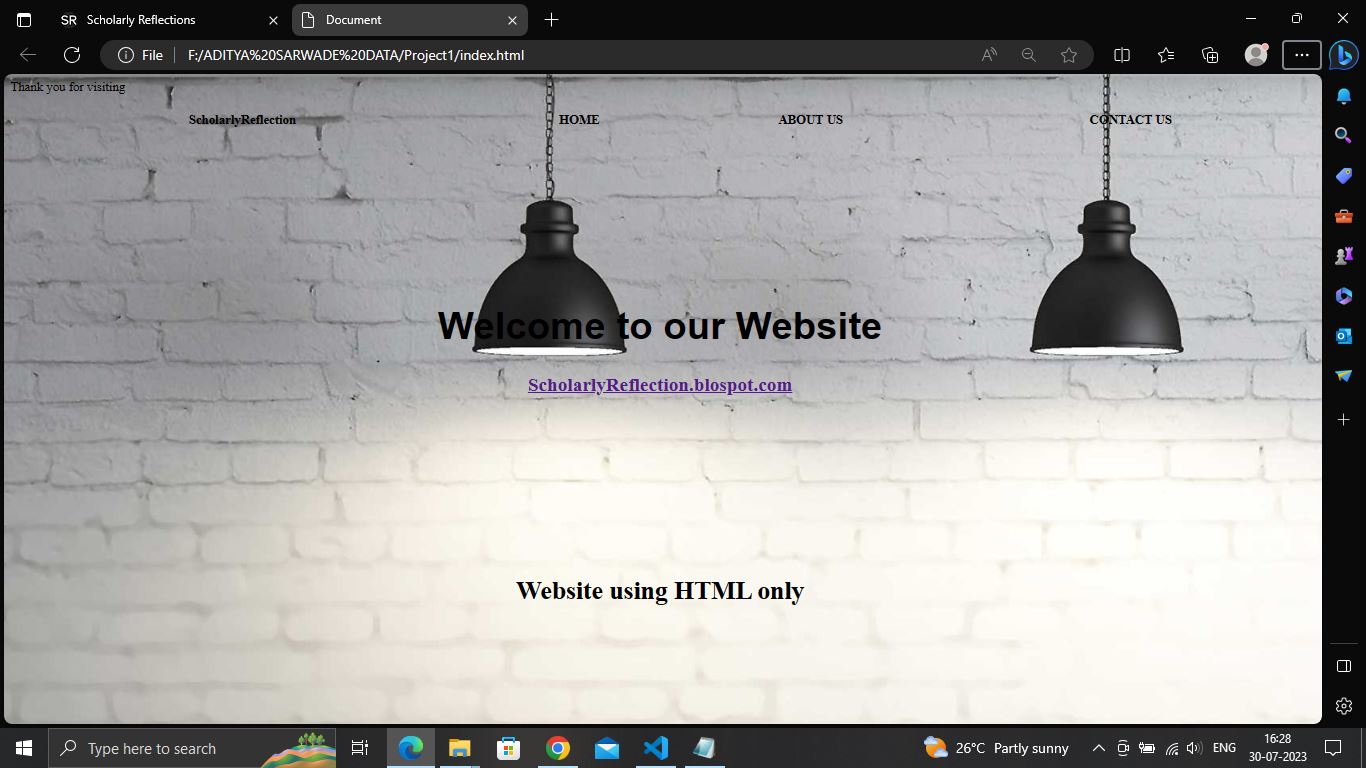 SR Scholarly Reflections
Document
File
F:/ADITYA%20SARWADE%20DATA/Project1/index.html
Thank you for visiting
ScholarlyReflection HOME ABOUT US CONTACT US
Welcome to our Website
ScholarlyReflection.blospot.com
Website using HTML only
Type here to search
26°C Partly sunny
ENG
16:28
30-07-2023